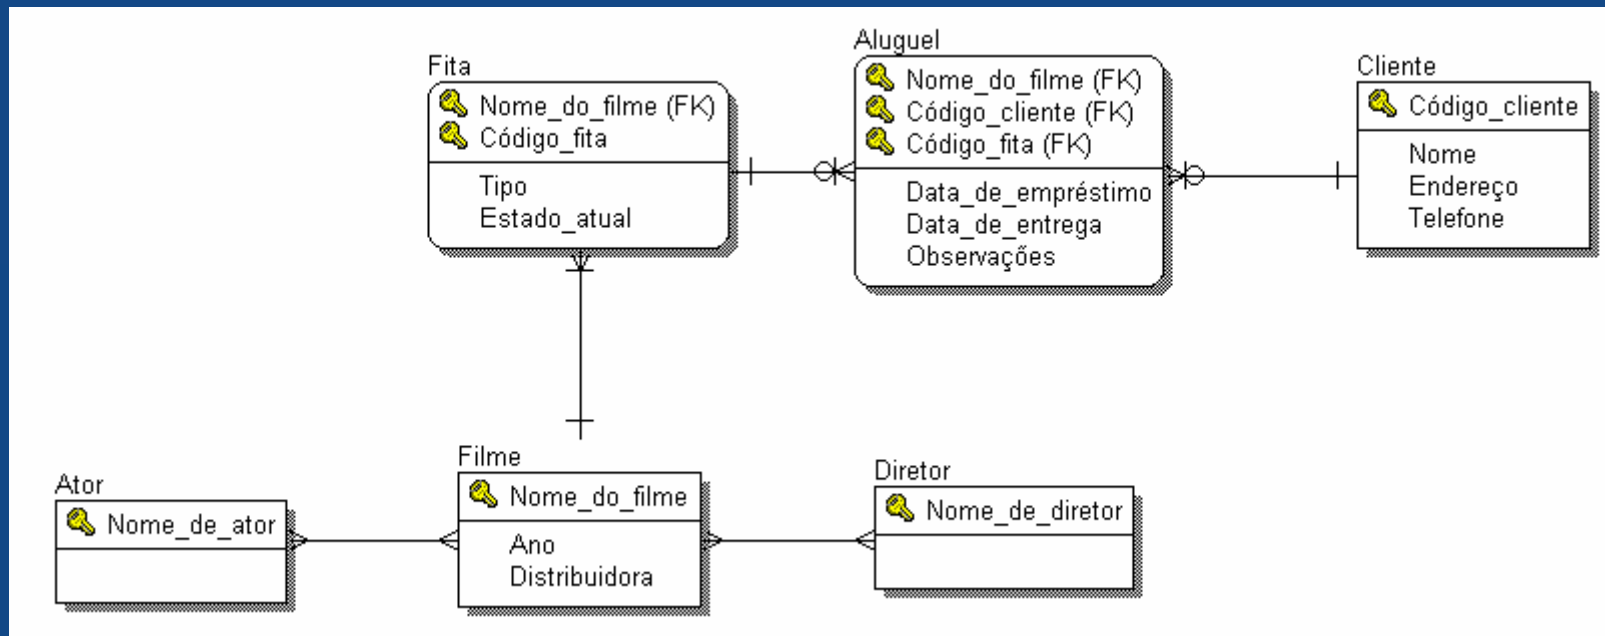 Fita
Nome_do_filme (FK)
Código_fita
Tipo
Estado_atual
Aluguel
Nome_do_filme (FK)
Código_cliente (FK)
Código_fita (FK)
Data_de_empréstimo
Data_de_entrega
Observações
Cliente
Código_cliente
Nome
Endereço
Telefone
Ator
Nome_de_ator
Filme
Nome_do_filme
Ano
Distribuidora
Diretor
Nome_de_diretor